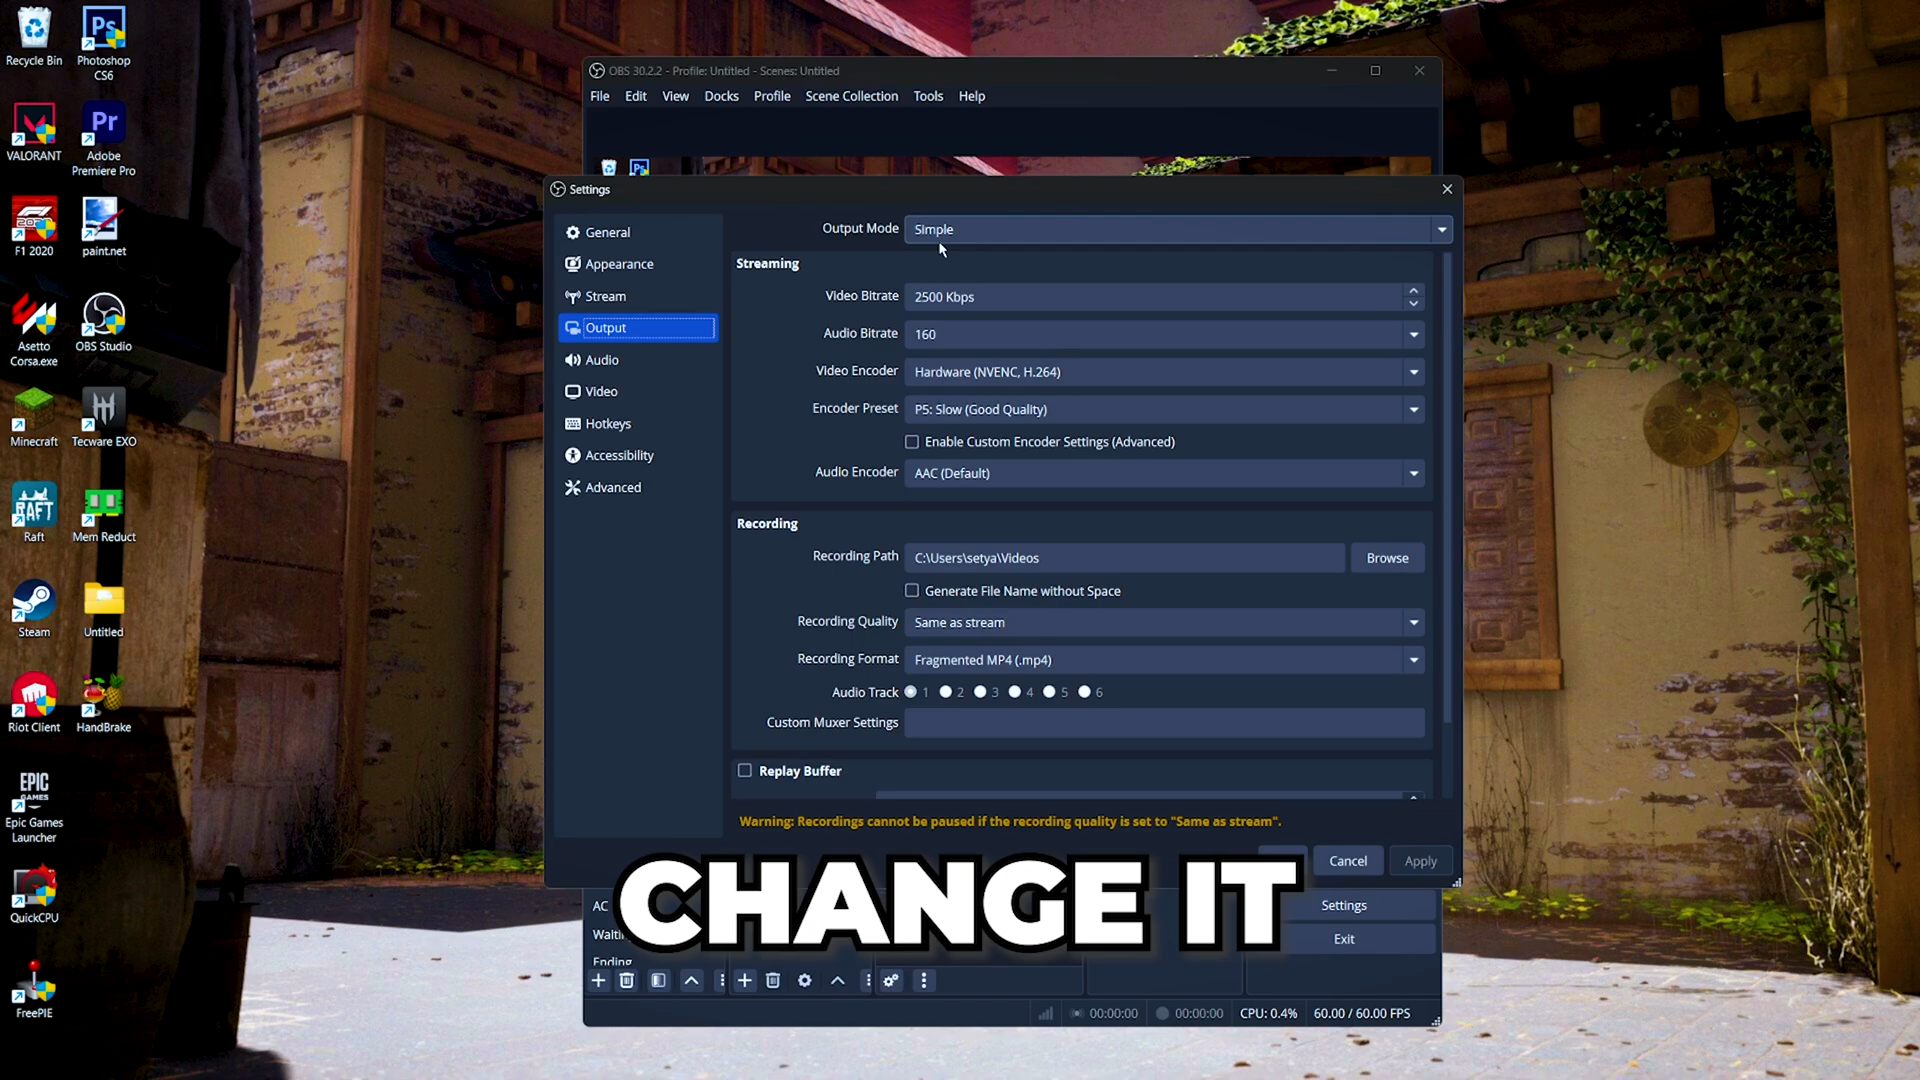 Recycle Bin
Ps
Photoshop
CS6
VALORANT
Pr
Adobe
Premiere Pro
F1 2020
paint.net
Asetto
Corsa.exe
OBS Studio
Minecraft
Tecware EXO
RAFT
Raft
Mem Reduct
Steam
Untitled
Riot Client
HandBrake
EPIC
GAMES
Epic Games
Launcher
QuickCPU
FreePIE
OBS 30.2.2 - Profile: Untitled - Scenes: Untitled
File Edit View Docks Profile Scene Collection Tools Help
Ps
Settings
General
Appearance
Stream
Output
Audio
Video
Hotkeys
Accessibility
Advanced
Output Mode Simple
Streaming
Video Bitrate 2500 Kbps
Audio Bitrate 160
Video Encoder Hardware (NVENC, H.264)
Encoder Preset P5: Slow (Good Quality)
Enable Custom Encoder Settings (Advanced)
Audio Encoder AAC (Default)
Recording
Recording Path C:\Users\setya\Videos Browse
Generate File Name without Space
Recording Quality Same as stream
Recording Format Fragmented MP4 (.mp4)
Audio Track 1 2 3 4 5 6
Custom Muxer Settings
Replay Buffer
Warning: Recordings cannot be paused if the recording quality is set to "Same as stream".
Cancel Apply
CHANGE IT
AC
Ending
Settings
Exit
00:00:00 00:00:00 CPU: 0.4% 60.00 / 60.00 FPS